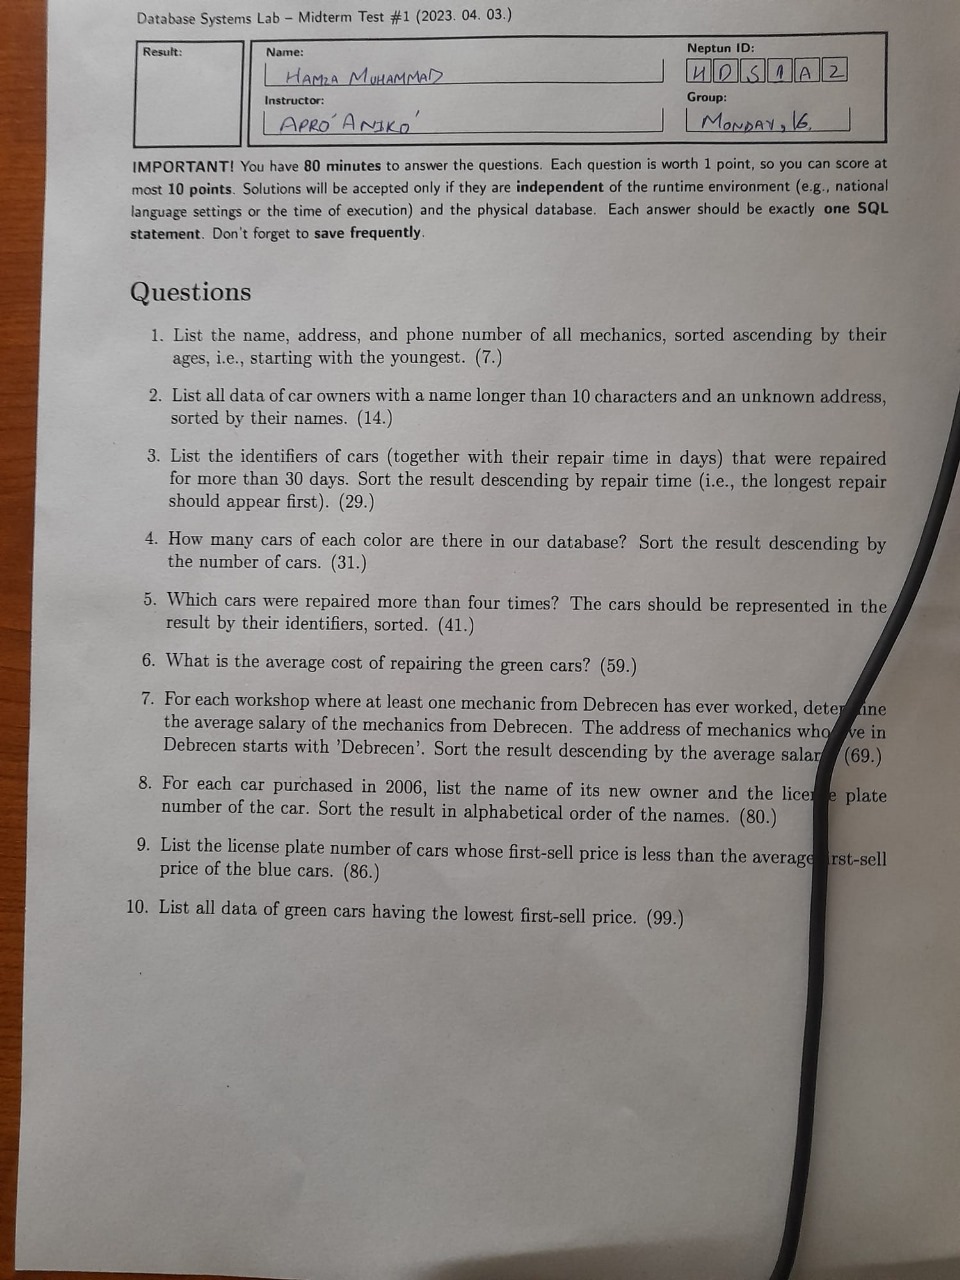 Database Systems Lab – Midterm Test #1 (2023. 04. 03.)
Result:
Name:
HAMZA MUHAMMAD
Neptun ID:
U D S 1 A 2
Instructor:
APRÓ ANIKÓ
Group:
MONDAY, 16.
IMPORTANT! You have 80 minutes to answer the questions. Each question is worth 1 point, so you can score at
most 10 points. Solutions will be accepted only if they are independent of the runtime environment (e.g., national
language settings or the time of execution) and the physical database. Each answer should be exactly one SQL
statement. Don't forget to save frequently.
Questions
1. List the name, address, and phone number of all mechanics, sorted ascending by their
ages, i.e., starting with the youngest. (7.)
2. List all data of car owners with a name longer than 10 characters and an unknown address,
sorted by their names. (14.)
3. List the identifiers of cars (together with their repair time in days) that were repaired
for more than 30 days. Sort the result descending by repair time (i.e., the longest repair
should appear first). (29.)
4. How many cars of each color are there in our database? Sort the result descending by
the number of cars. (31.)
5. Which cars were repaired more than four times? The cars should be represented in the
result by their identifiers, sorted. (41.)
6. What is the average cost of repairing the green cars? (59.)
7. For each workshop where at least one mechanic from Debrecen has ever worked, determine
the average salary of the mechanics from Debrecen. The address of mechanics who live in
Debrecen starts with 'Debrecen'. Sort the result descending by the average salary. (69.)
8. For each car purchased in 2006, list the name of its new owner and the license plate
number of the car. Sort the result in alphabetical order of the names. (80.)
9. List the license plate number of cars whose first-sell price is less than the average first-sell
price of the blue cars. (86.)
10. List all data of green cars having the lowest first-sell price. (99.)